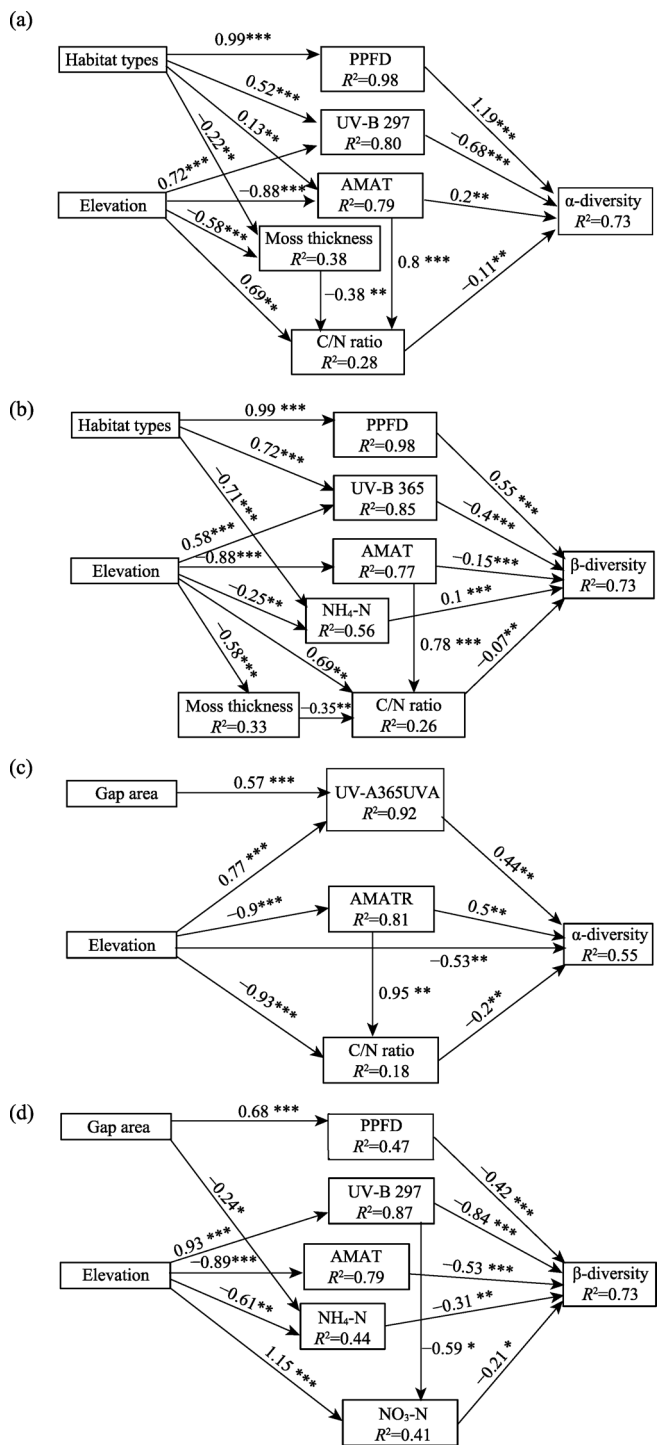 (a)
Habitat types
0.99***
PPFD
R²=0.98
0.52***
0.13**
−0.22**
UV-B 297
R²=0.80
1.19***
−0.68***
0.72***
Elevation
−0.88***
AMAT
R²=0.79
0.2**
α-diversity
R²=0.73
−0.58***
Moss thickness
R²=0.38
0.8 ***
0.69**
−0.38 **
−0.11**
C/N ratio
R²=0.28
(b)
Habitat types
0.99 ***
PPFD
R²=0.98
0.72***
−0.71***
UV-B 365
R²=0.85
0.55 ***
−0.4***
0.58***
Elevation
−0.88***
AMAT
R²=0.77
−0.15***
β-diversity
R²=0.73
−0.25**
NH₄-N
R²=0.56
0.1 ***
0.78 ***
−0.58***
0.69**
−0.07**
Moss thickness
R²=0.33
−0.35**
C/N ratio
R²=0.26
(c)
Gap area
0.57 ***
UV-A365UVA
R²=0.92
0.77 ***
0.44**
−0.9***
AMATR
R²=0.81
0.5**
Elevation
−0.53**
α-diversity
R²=0.55
−0.93***
0.95 **
−0.2**
C/N ratio
R²=0.18
(d)
Gap area
0.68 ***
PPFD
R²=0.47
−0.24*
−0.42 ***
UV-B 297
R²=0.87
−0.84 ***
0.93 ***
Elevation
−0.89***
AMAT
R²=0.79
−0.53 ***
β-diversity
R²=0.73
−0.61**
NH₄-N
R²=0.44
−0.31 **
−0.59 *
1.15 ***
−0.21*
NO₃-N
R²=0.41